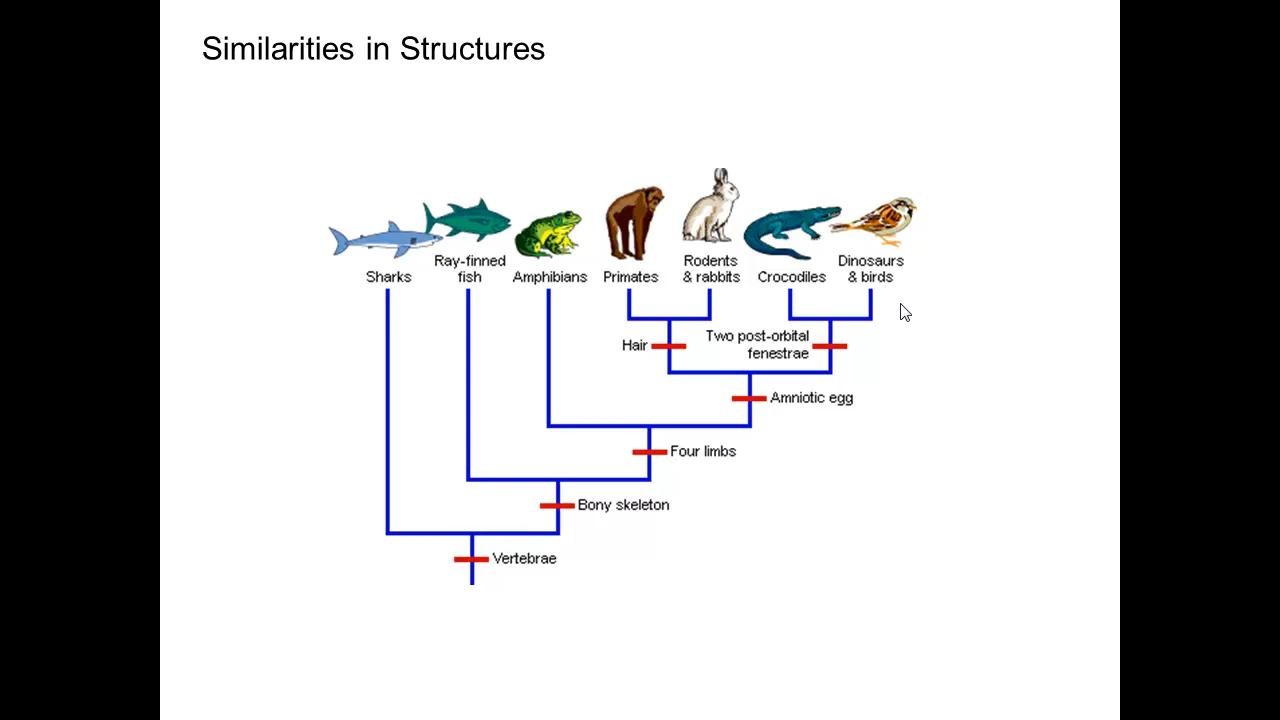 Similarities in Structures
Sharks
Ray-finned
fish
Amphibians
Primates
Rodents
& rabbits
Crocodiles
Dinosaurs
& birds
Hair
Two post-orbital
fenestrae
Amniotic egg
Four limbs
Bony skeleton
Vertebrae